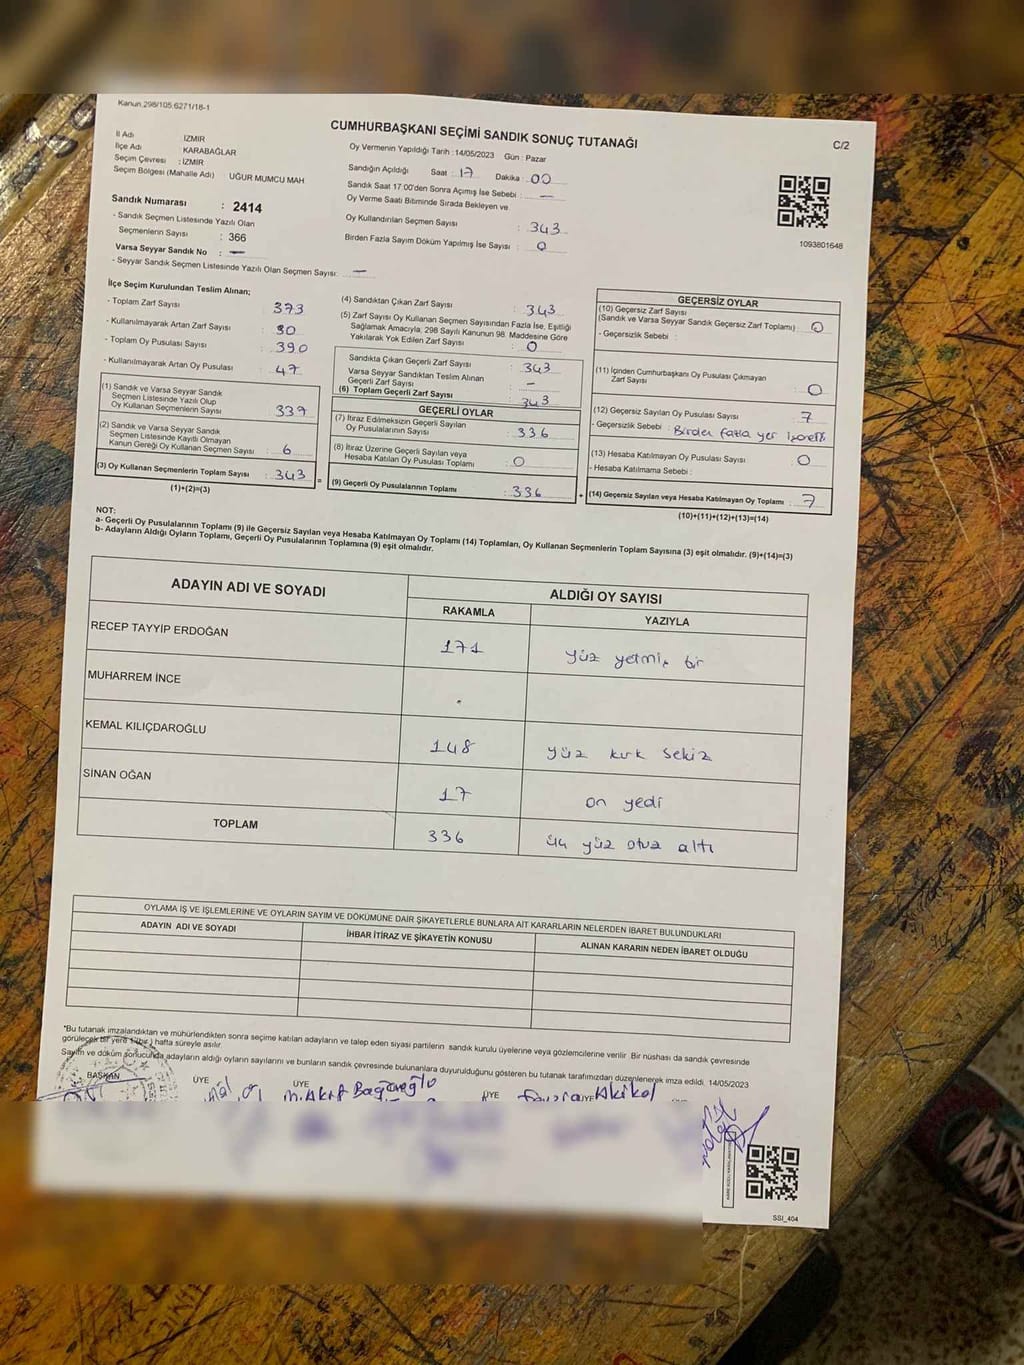 Kanun,298/105,6271/18-1
CUMHURBAŞKANI SEÇİMİ SANDIK SONUÇ TUTANAĞI
C/2
İl Adı İZMİR
İlçe Adı KARABAĞLAR
Seçim Çevresi : İZMİR
Seçim Bölgesi (Mahalle Adı) UĞUR MUMCU MAH
Oy Vermenin Yapıldığı Tarih : 14/05/2023 Gün : Pazar
Sandığın Açıldığı Saat : 17 Dakika : 00
Sandık Saat 17:00'den Sonra Açımış İse Sebebi : —
Oy Verme Saati Bitiminde Sırada Bekleyen ve
Oy Kullandırılan Seçmen Sayısı : 343
Birden Fazla Sayım Döküm Yapılmış İse Sayısı : 0
1093801648
Sandık Numarası : 2414
- Sandık Seçmen Listesinde Yazılı Olan
Seçmenlerin Sayısı : 366
Varsa Seyyar Sandık No : —
- Seyyar Sandık Seçmen Listesinde Yazılı Olan Seçmen Sayısı: —
İlçe Seçim Kurulundan Teslim Alınan;
- Toplam Zarf Sayısı : 373
- Kullanılmayarak Artan Zarf Sayısı : 30
- Toplam Oy Pusulası Sayısı : 390
- Kullanılmayarak Artan Oy Pusulası : 47
(1) Sandık ve Varsa Seyyar Sandık
Seçmen Listesinde Yazılı Olup
Oy Kullanan Seçmenlerin Sayısı : 337
(2) Sandık ve Varsa Seyyar Sandık
Seçmen Listesinde Kayıtlı Olmayan
Kanun Gereği Oy Kullanan Seçmen Sayısı : 6
(3) Oy Kullanan Seçmenlerin Toplam Sayısı : 343
(1)+(2)=(3)
(4) Sandıktan Çıkan Zarf Sayısı : 343
(5) Zarf Sayısı Oy Kullanan Seçmen Sayısından Fazla İse, Eşitliği
Sağlamak Amacıyla, 298 Sayılı Kanunun 98. Maddesine Göre
Yakılarak Yok Edilen Zarf Sayısı : 0
Sandıkta Çıkan Geçerli Zarf Sayısı : 343
Varsa Seyyar Sandıktan Teslim Alınan
Geçerli Zarf Sayısı : —
(6) Toplam Geçerli Zarf Sayısı : 343
GEÇERLİ OYLAR
(7) İtiraz Edilmeksizin Geçerli Sayılan
Oy Pusulalarının Sayısı : 336
(8) İtiraz Üzerine Geçerli Sayılan veya
Hesaba Katılan Oy Pusulası Toplamı : 0
= (9) Geçerli Oy Pusulalarının Toplamı : 336
GEÇERSİZ OYLAR
(10) Geçersiz Zarf Sayısı
(Sandık ve Varsa Seyyar Sandık Geçersiz Zarf Toplamı) : 0
- Geçersizlik Sebebi :
(11) İçinden Cumhurbaşkanı Oy Pusulası Çıkmayan
Zarf Sayısı : 0
(12) Geçersiz Sayılan Oy Pusulası Sayısı : 7
- Geçersizlik Sebebi : Birden fazla yer işaretli
(13) Hesaba Katılmayan Oy Pusulası Sayısı : 0
- Hesaba Katılmama Sebebi :
+ (14) Geçersiz Sayılan veya Hesaba Katılmayan Oy Toplamı : 7
(10)+(11)+(12)+(13)=(14)
NOT:
a- Geçerli Oy Pusulalarının Toplamı (9) ile Geçersiz Sayılan veya Hesaba Katılmayan Oy Toplamı (14) Toplamları, Oy Kullanan Seçmenlerin Toplam Sayısına (3) eşit olmalıdır. (9)+(14)=(3)
b- Adayların Aldığı Oyların Toplamı, Geçerli Oy Pusulalarının Toplamına (9) eşit olmalıdır.
ADAYIN ADI VE SOYADI ALDIĞI OY SAYISI
RAKAMLA YAZIYLA
RECEP TAYYİP ERDOĞAN 171 yüz yetmiş bir
MUHARREM İNCE
KEMAL KILIÇDAROĞLU 148 yüz kırk sekiz
SİNAN OĞAN 17 on yedi
TOPLAM 336 üç yüz otuz altı
OYLAMA İŞ VE İŞLEMLERİNE VE OYLARIN SAYIM VE DÖKÜMÜNE DAİR ŞİKAYETLERLE BUNLARA AİT KARARLARIN NELERDEN İBARET BULUNDUKLARI
ADAYIN ADI VE SOYADI İHBAR İTİRAZ VE ŞİKAYETİN KONUSU ALINAN KARARIN NEDEN İBARET OLDUĞU
"Bu tutanak imzalandıktan ve mühürlendikten sonra seçime katılan adayların ve talep eden siyasi partilerin sandık kurulu üyelerine veya gözlemcilerine verilir. Bir nüshası da sandık çevresinde
görülecek bir yere 1 (bir) hafta süreyle asılır.
Sayım ve döküm sonucunda adayların aldığı oyların sayılarını ve bunların sandık çevresinde bulunanlara duyurulduğunu gösteren bu tutanak tarafımızdan düzenlenerek imza edildi. 14/05/2023
BAŞKAN ÜYE ÜYE ÜYE ÜYE
M. Akif Akikol
SSI_404